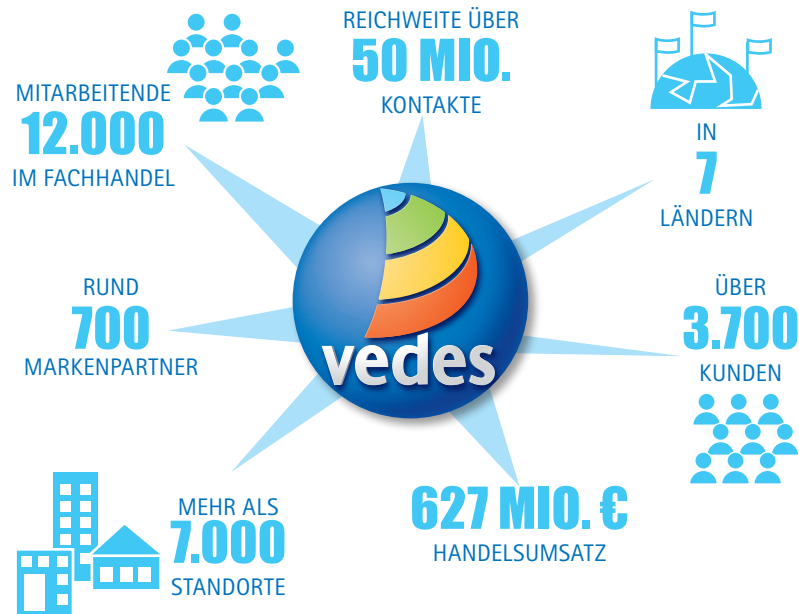 REICHWEITE ÜBER
50 MIO.
KONTAKTE
MITARBEITENDE
12.000
IM FACHHANDEL
IN
7
LÄNDERN
RUND
700
MARKENPARTNER
vedes
ÜBER
3.700
KUNDEN
MEHR ALS
7.000
STANDORTE
627 MIO. €
HANDELSUMSATZ